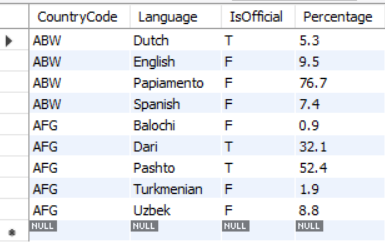 CountryCode Language IsOfficial Percentage
ABW Dutch T 5.3
ABW English F 9.5
ABW Papiamento F 76.7
ABW Spanish F 7.4
AFG Balochi F 0.9
AFG Dari T 32.1
AFG Pashto T 52.4
AFG Turkmenian F 1.9
AFG Uzbek F 8.8
NULL NULL NULL NULL